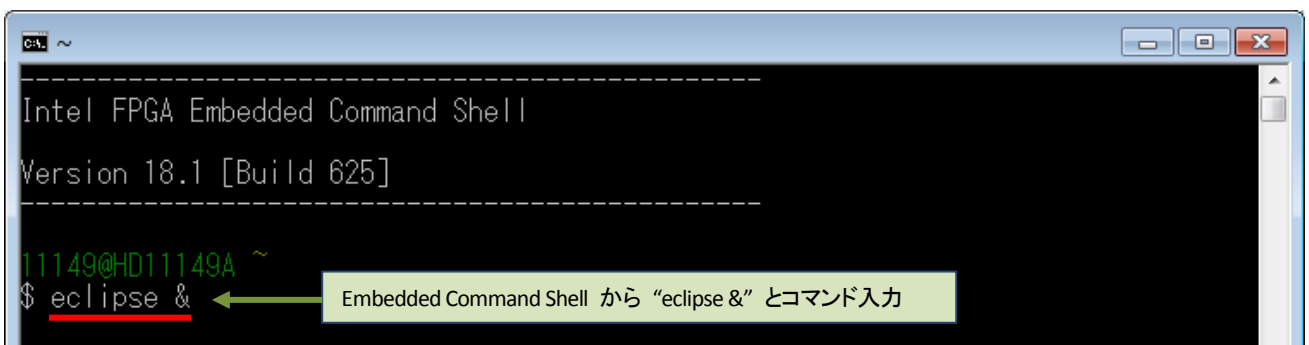 ~
Intel FPGA Embedded Command Shell
Version 18.1 [Build 625]
11149@HD11149A ~
$ eclipse &
Embedded Command Shell から “eclipse &” とコマンド入力